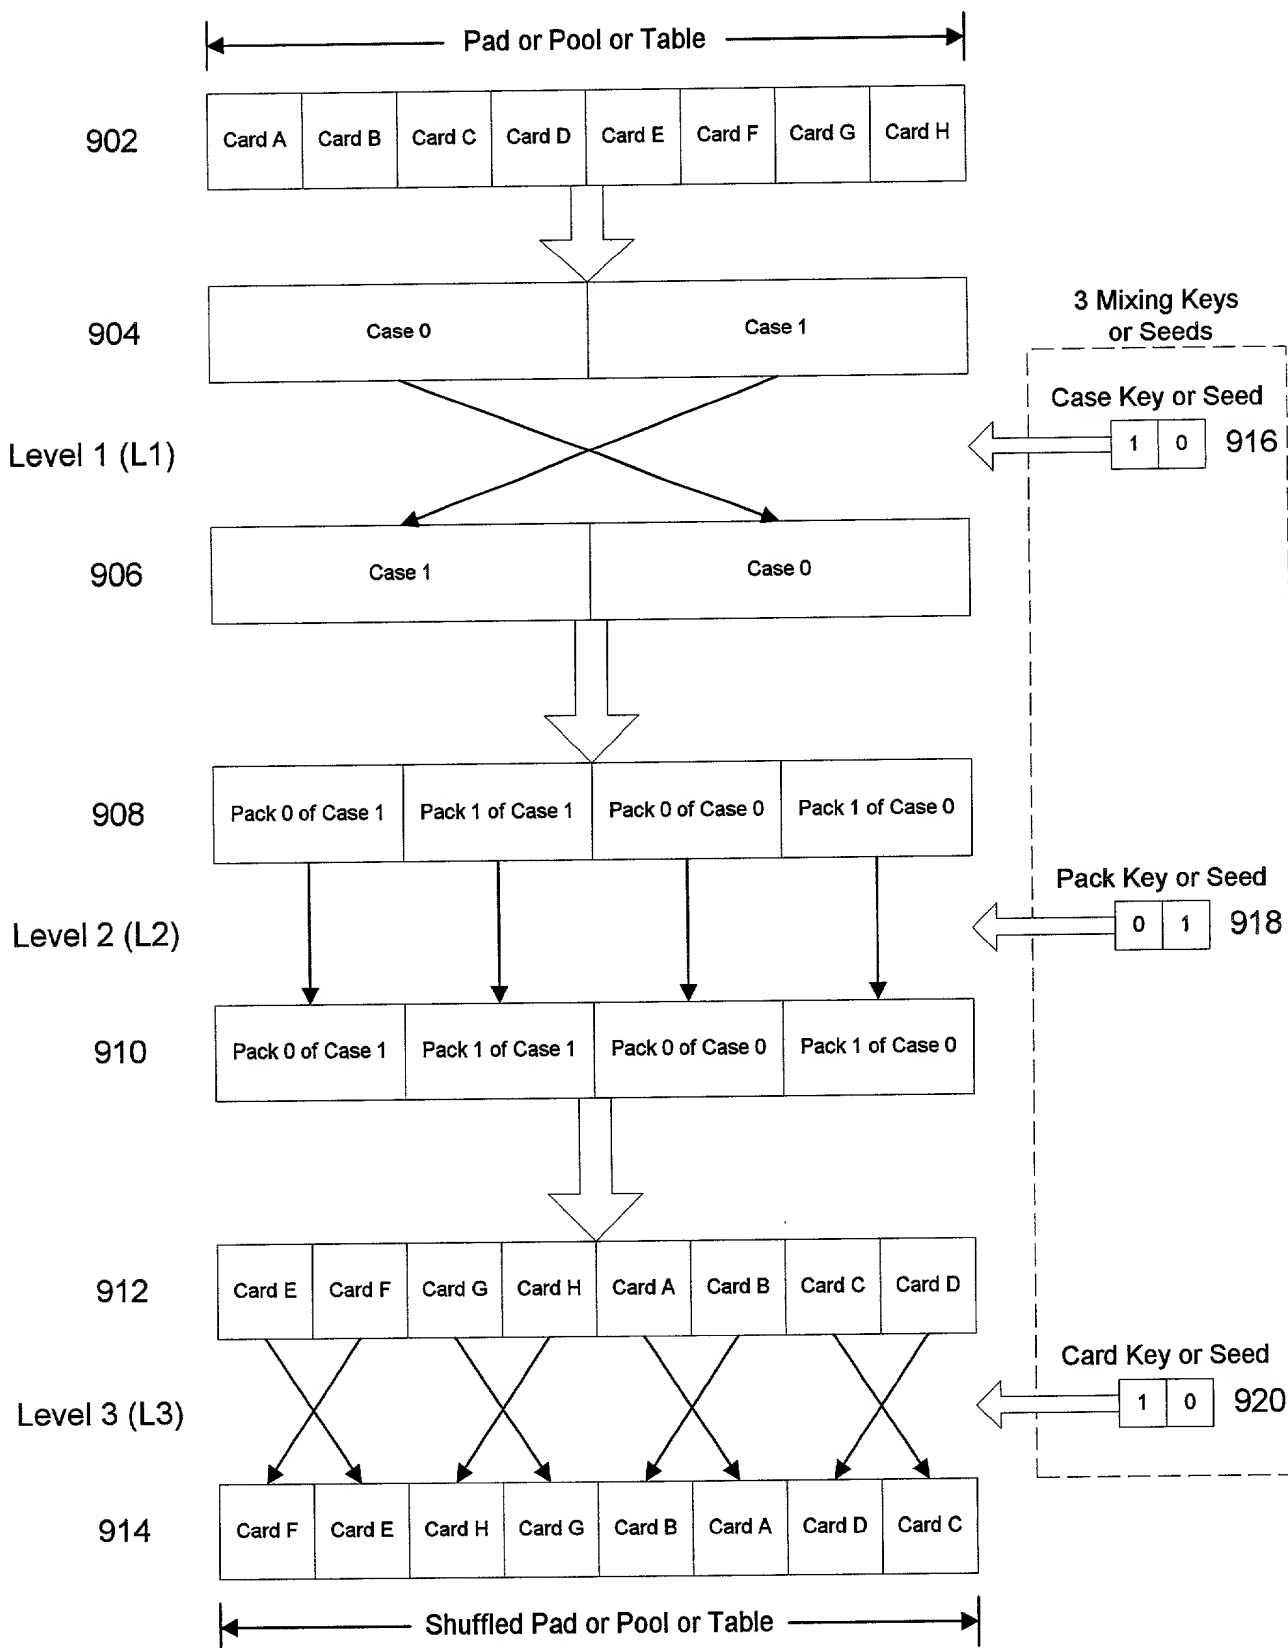 Pad or Pool or Table
902 Card A Card B Card C Card D Card E Card F Card G Card H
904 Case 0 Case 1
3 Mixing Keys
or Seeds
Case Key or Seed
Level 1 (L1) 1 0 916
906 Case 1 Case 0
908 Pack 0 of Case 1 Pack 1 of Case 1 Pack 0 of Case 0 Pack 1 of Case 0
Pack Key or Seed
Level 2 (L2) 0 1 918
910 Pack 0 of Case 1 Pack 1 of Case 1 Pack 0 of Case 0 Pack 1 of Case 0
912 Card E Card F Card G Card H Card A Card B Card C Card D
Card Key or Seed
Level 3 (L3) 1 0 920
914 Card F Card E Card H Card G Card B Card A Card D Card C
Shuffled Pad or Pool or Table